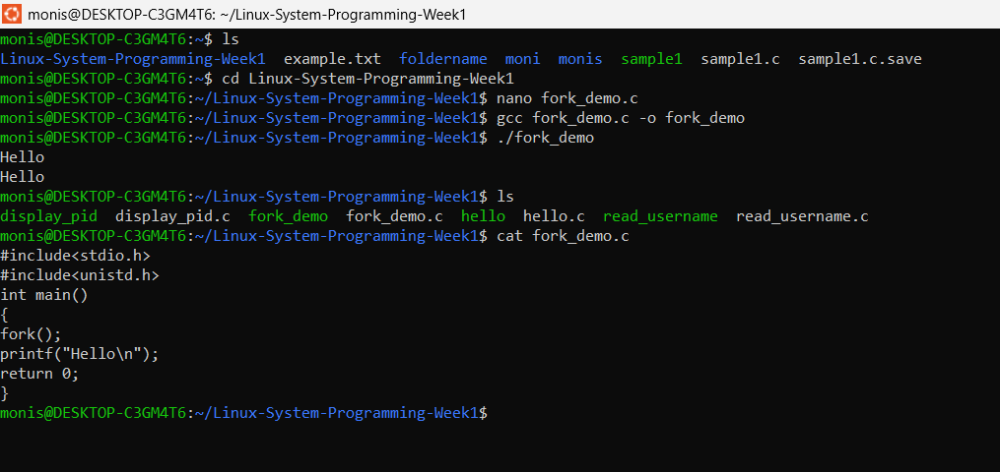 monis@DESKTOP-C3GM4T6: ~/Linux-System-Programming-Week1
monis@DESKTOP-C3GM4T6:~$ ls
Linux-System-Programming-Week1  example.txt  foldername  moni  monis  sample1  sample1.c  sample1.c.save
monis@DESKTOP-C3GM4T6:~$ cd Linux-System-Programming-Week1
monis@DESKTOP-C3GM4T6:~/Linux-System-Programming-Week1$ nano fork_demo.c
monis@DESKTOP-C3GM4T6:~/Linux-System-Programming-Week1$ gcc fork_demo.c -o fork_demo
monis@DESKTOP-C3GM4T6:~/Linux-System-Programming-Week1$ ./fork_demo
Hello
Hello
monis@DESKTOP-C3GM4T6:~/Linux-System-Programming-Week1$ ls
display_pid  display_pid.c  fork_demo  fork_demo.c  hello  hello.c  read_username  read_username.c
monis@DESKTOP-C3GM4T6:~/Linux-System-Programming-Week1$ cat fork_demo.c
#include<stdio.h>
#include<unistd.h>
int main()
{
fork();
printf("Hello\n");
return 0;
}
monis@DESKTOP-C3GM4T6:~/Linux-System-Programming-Week1$